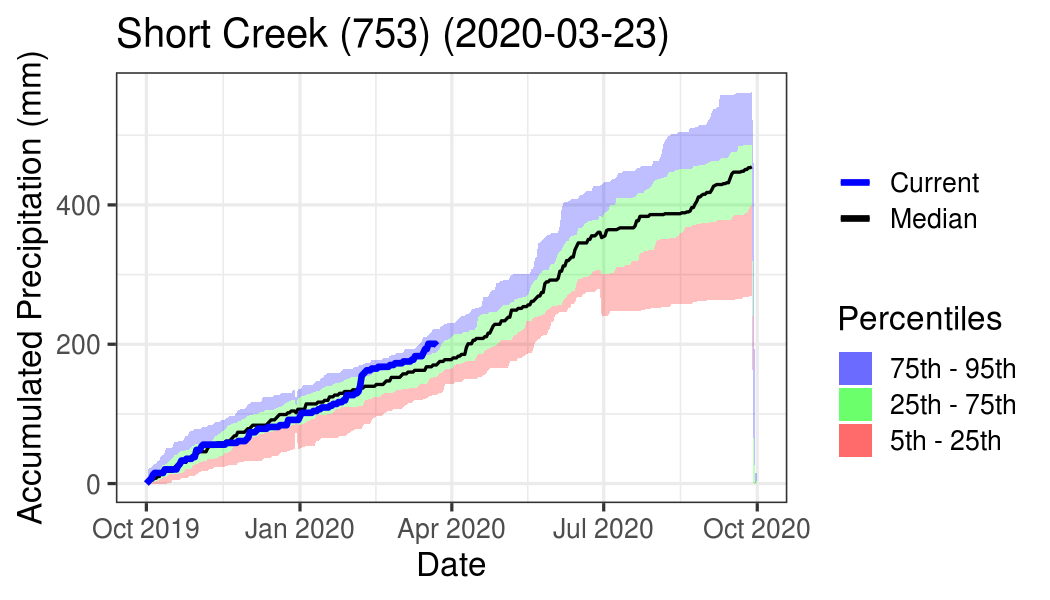 Short Creek (753) (2020-03-23)
Accumulated Precipitation (mm)
400
200
0
Oct 2019
Jan 2020
Apr 2020
Jul 2020
Oct 2020
Date
Current
Median
Percentiles
75th - 95th
25th - 75th
5th - 25th